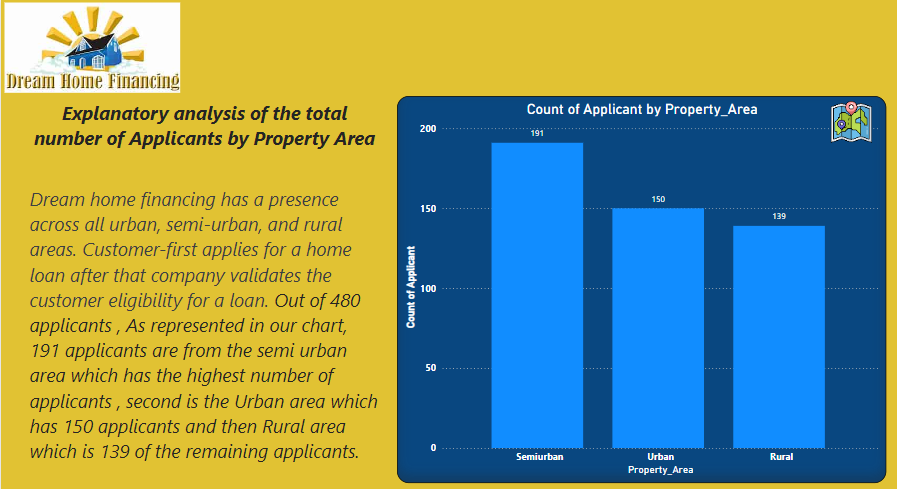 Dream Home Financing
Explanatory analysis of the total
number of Applicants by Property Area
Dream home financing has a presence
across all urban, semi-urban, and rural
areas. Customer-first applies for a home
loan after that company validates the
customer eligibility for a loan. Out of 480
applicants , As represented in our chart,
191 applicants are from the semi urban
area which has the highest number of
applicants , second is the Urban area which
has 150 applicants and then Rural area
which is 139 of the remaining applicants.
Count of Applicant by Property_Area
Count of Applicant
200
150
100
50
0
191
150
139
Semiurban
Urban
Rural
Property_Area